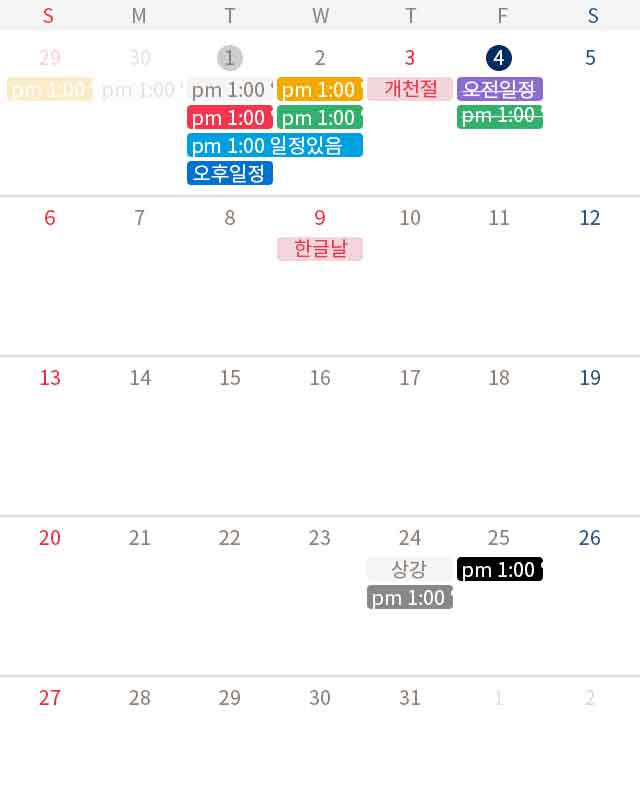 S M T W T F S
29 30 1 2 3 4 5
pm 1:00 pm 1:00 pm 1:00 pm 1:00 개천절 오전일정
pm 1:00 pm 1:00 pm 1:00
pm 1:00 일정있음
오후일정
6 7 8 9 10 11 12
한글날
13 14 15 16 17 18 19
20 21 22 23 24 25 26
상강 pm 1:00
pm 1:00
27 28 29 30 31 1 2